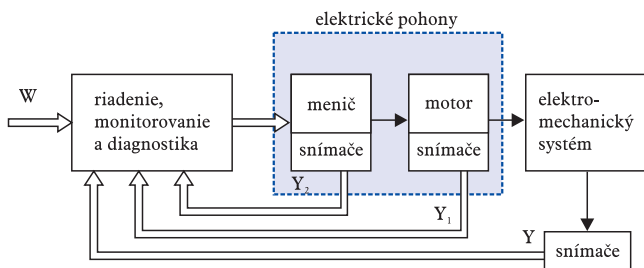 elektrické pohony
W
riadenie,
monitorovanie
a diagnostika
menič
snímače
motor
snímače
elektro-
mechanický
systém
Y₂
Y₁
Y
snímače